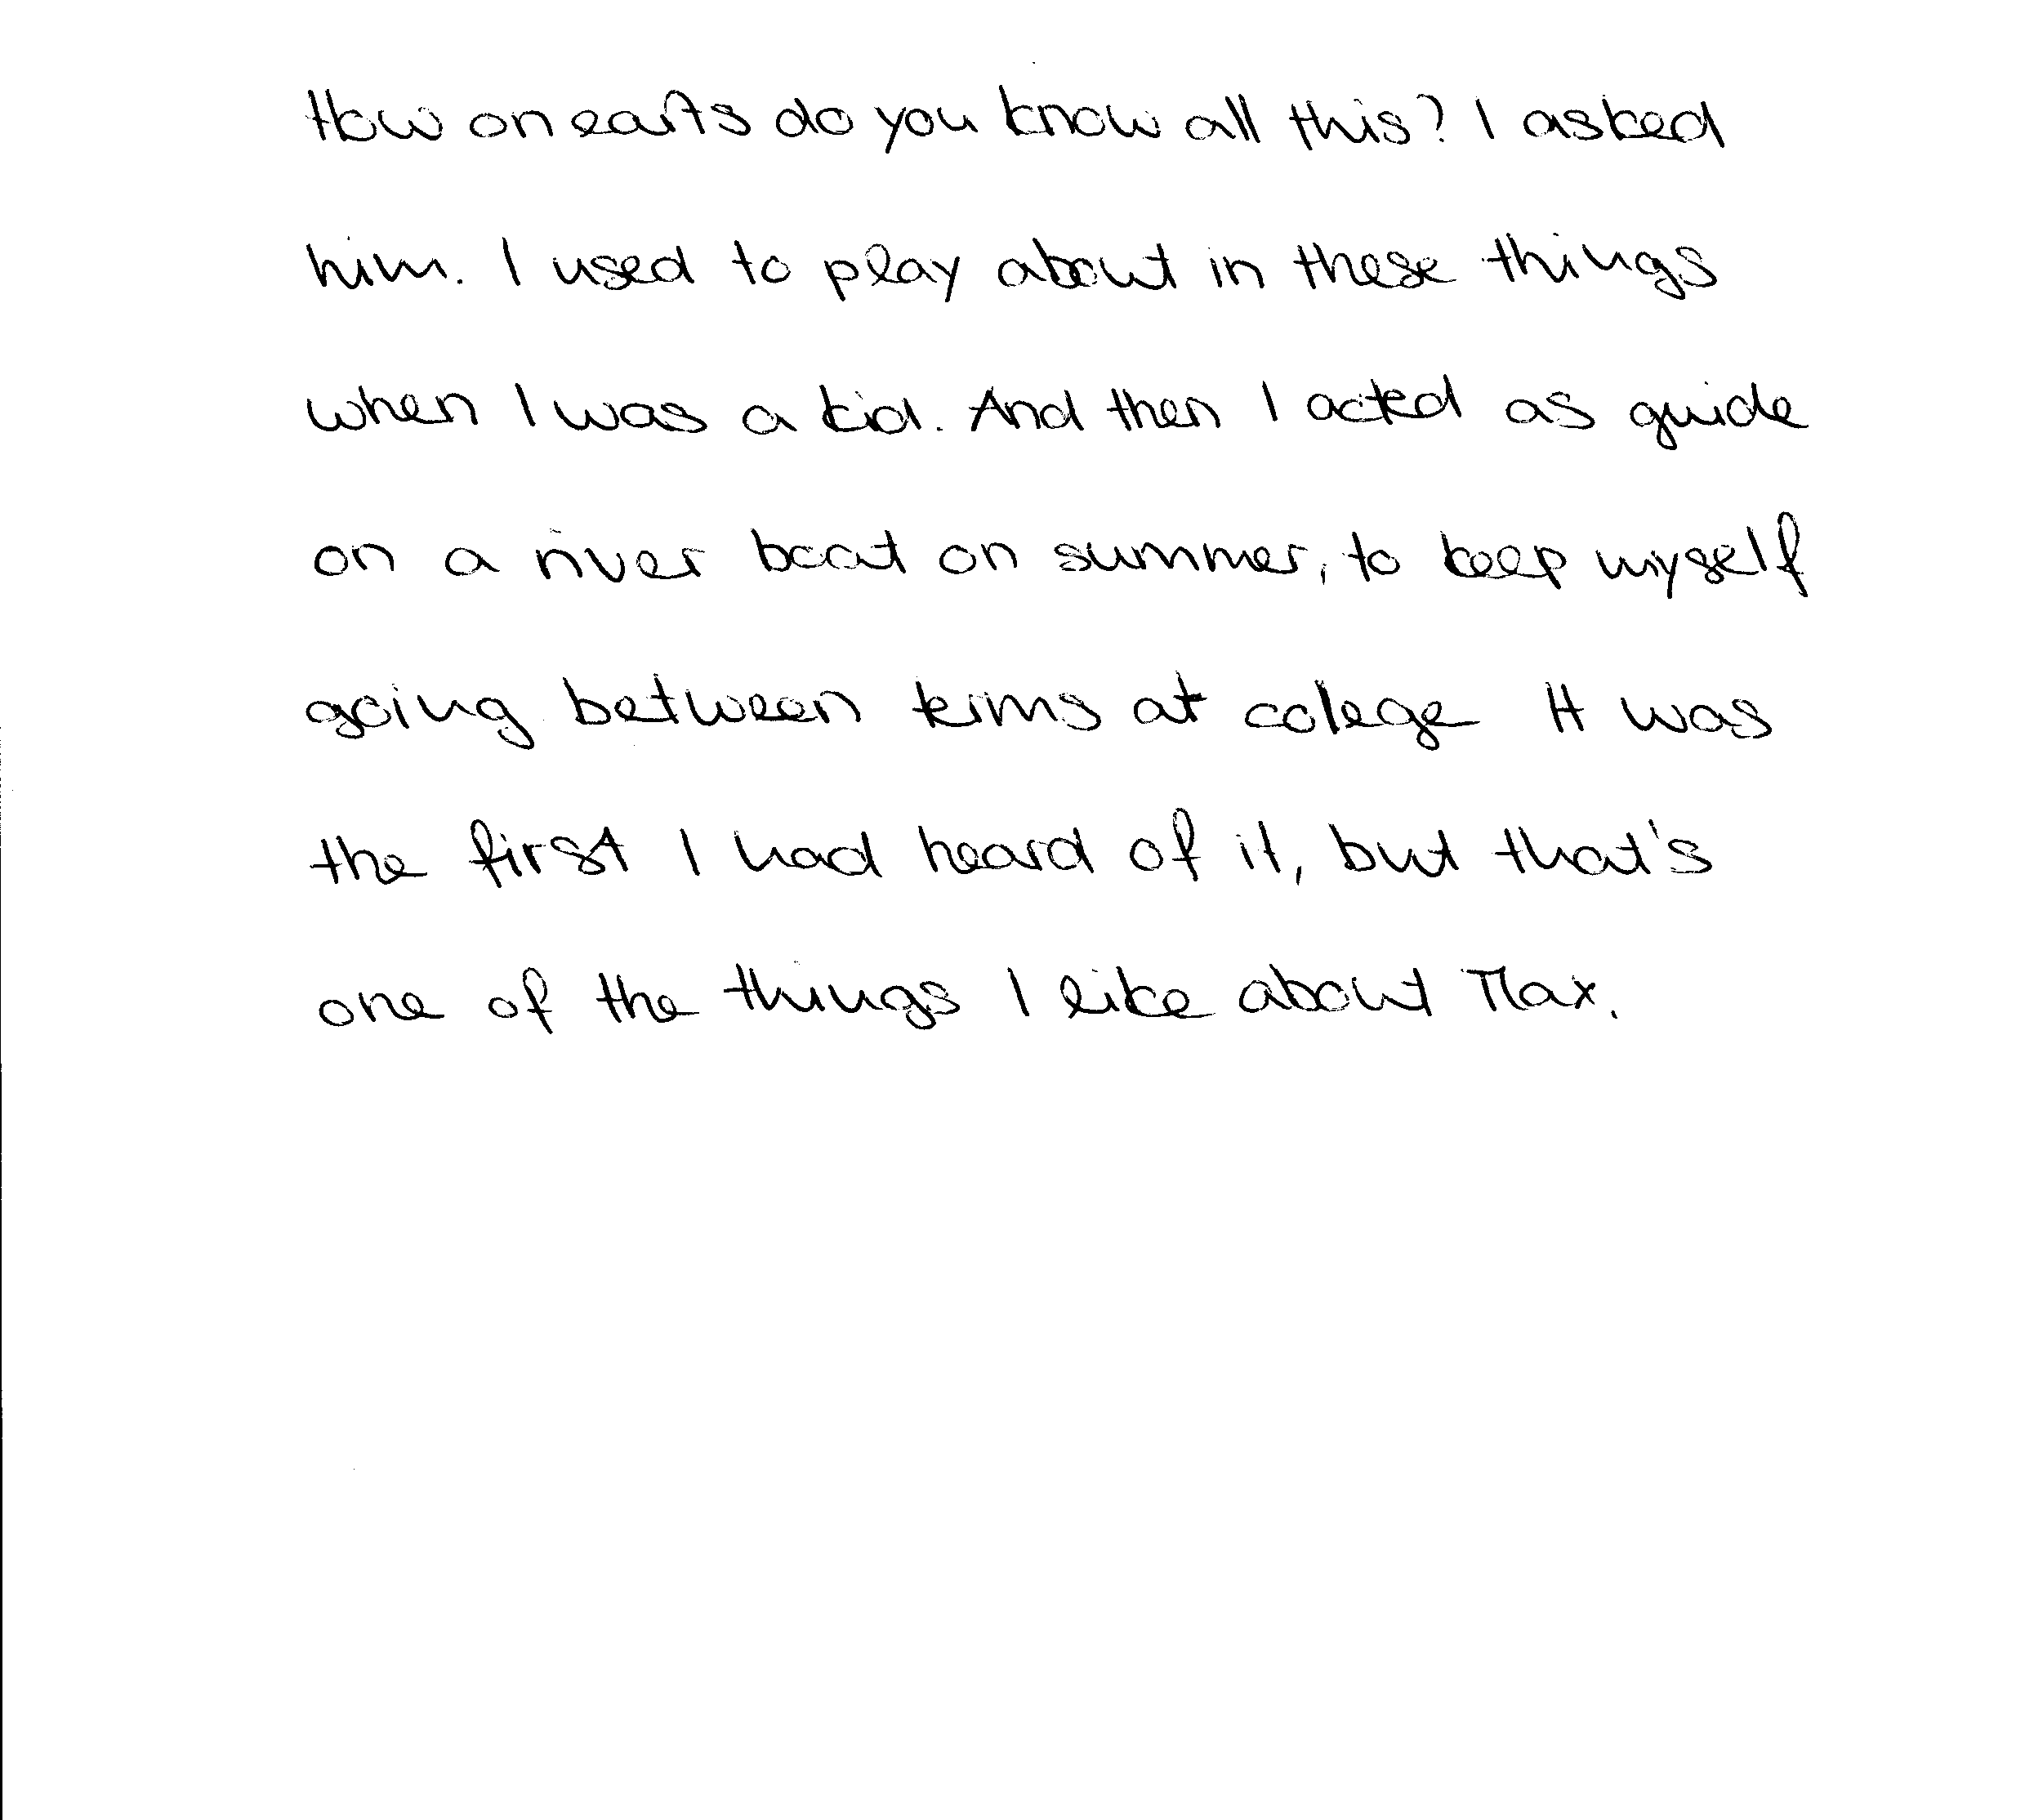 How on earts do you know all this? I asked
him. I used to play about in these things
when I was a kid. And then I acted as guide
on a river boat on summer, to keep myself
going between terms at colege It was
the first I had heard of it, but that's
one of the things I like about Max.